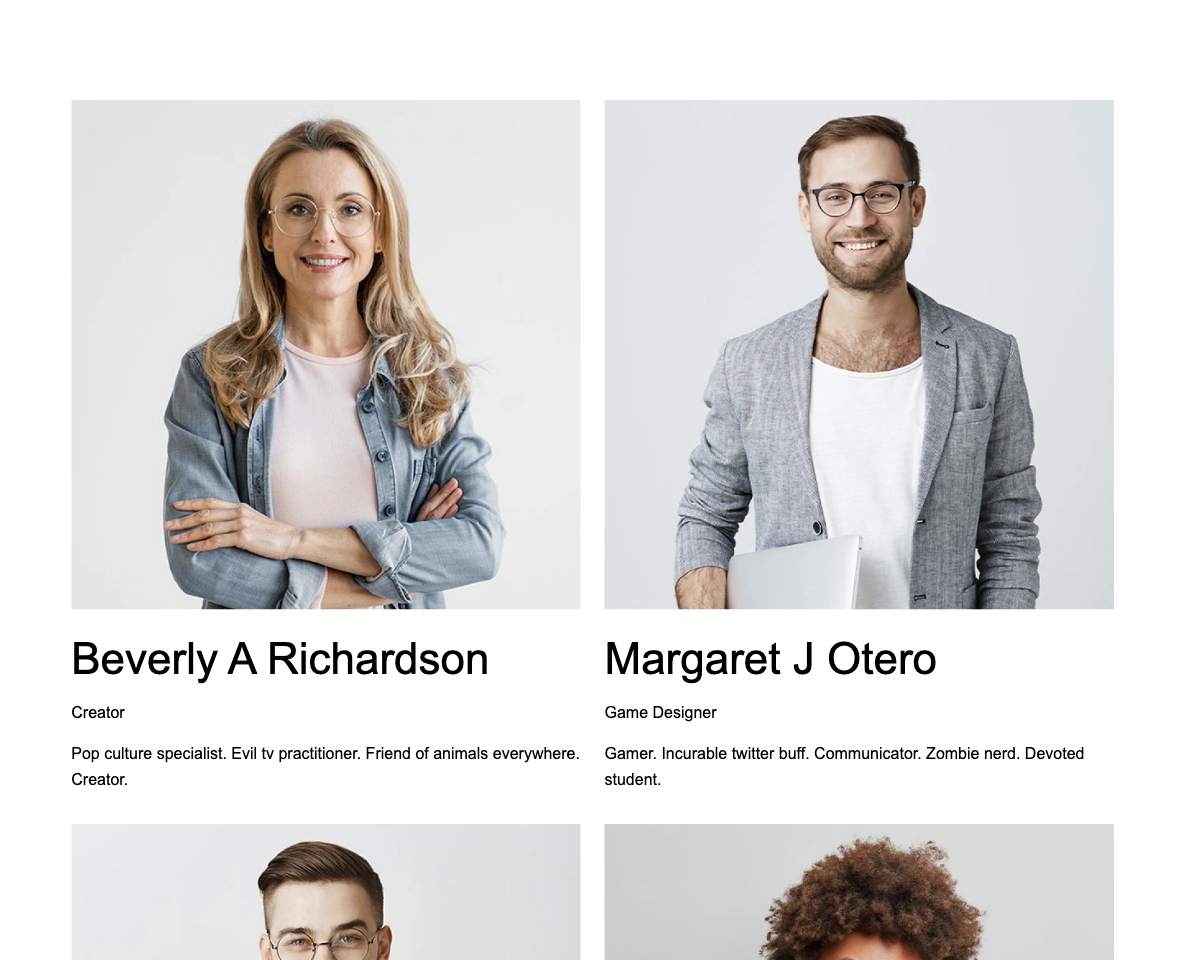 Beverly A Richardson
Creator
Pop culture specialist. Evil tv practitioner. Friend of animals everywhere.
Creator.
Margaret J Otero
Game Designer
Gamer. Incurable twitter buff. Communicator. Zombie nerd. Devoted
student.